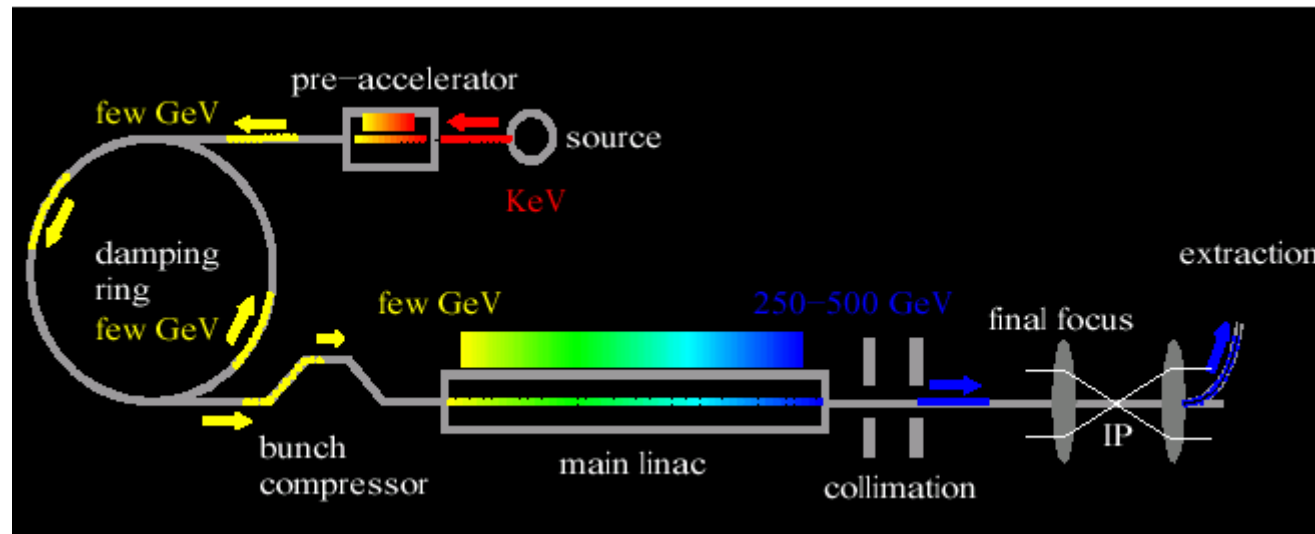 pre−accelerator
few GeV
source
KeV
damping
ring
few GeV
extraction
few GeV
250−500 GeV
final focus
IP
bunch
compressor
main linac
collimation